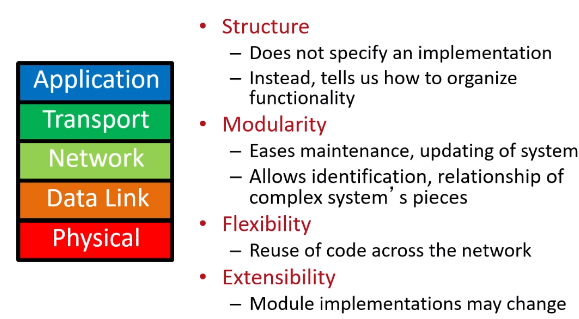 Application
Transport
Network
Data Link
Physical
• Structure
– Does not specify an implementation
– Instead, tells us how to organize
functionality
• Modularity
– Eases maintenance, updating of system
– Allows identification, relationship of
complex system’s pieces
• Flexibility
– Reuse of code across the network
• Extensibility
– Module implementations may change